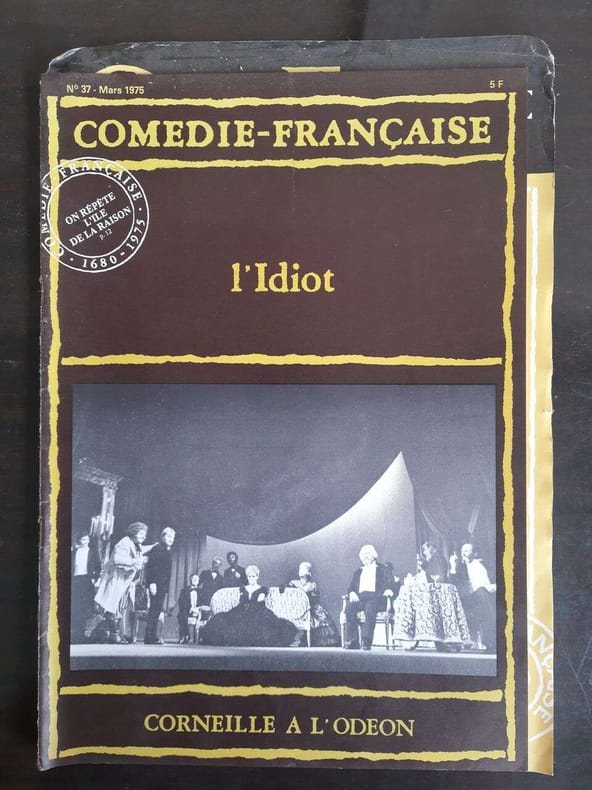 Nº 37 - Mars 1975
5 F
COMEDIE-FRANÇAISE
COMEDIE FRANÇAISE
ON RÉPÈTE
L'ILE
DE LA RAISON
p. 12
· 1680-1975 ·
l'Idiot
CORNEILLE A L'ODEON